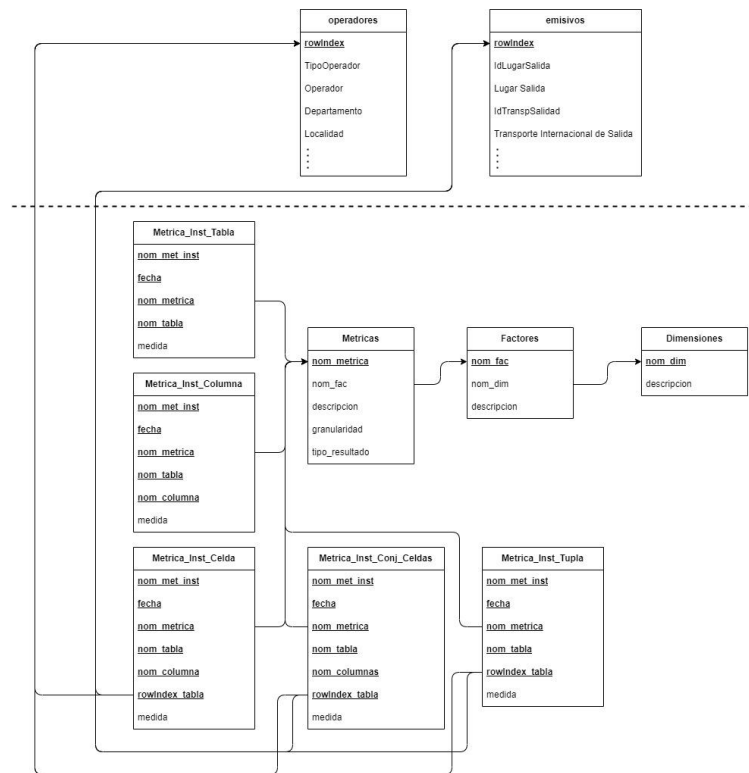 operadores
rowIndex
TipoOperador
Operador
Departamento
Localidad
emisivos
rowIndex
IdLugarSalida
Lugar Salida
IdTranspSalidad
Transporte Internacional de Salida
Metrica_Inst_Tabla
nom_met_inst
fecha
nom_metrica
nom_tabla
medida
Metricas
nom_metrica
nom_fac
descripcion
granularidad
tipo_resultado
Factores
nom_fac
nom_dim
descripcion
Dimensiones
nom_dim
descripcion
Metrica_Inst_Columna
nom_met_inst
fecha
nom_metrica
nom_tabla
nom_columna
medida
Metrica_Inst_Celda
nom_met_inst
fecha
nom_metrica
nom_tabla
nom_columna
rowIndex_tabla
medida
Metrica_Inst_Conj_Celdas
nom_met_inst
fecha
nom_metrica
nom_tabla
nom_columnas
rowIndex_tabla
medida
Metrica_Inst_Tupla
nom_met_inst
fecha
nom_metrica
nom_tabla
rowIndex_tabla
medida